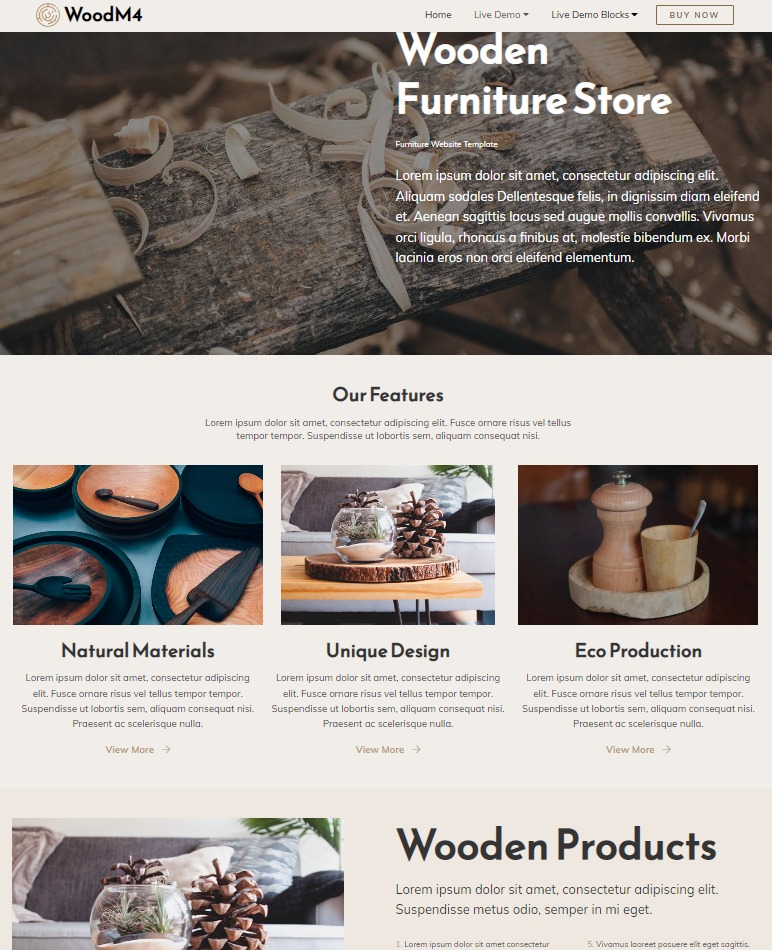 WoodM4
Home
Live Demo
Live Demo Blocks
BUY NOW
Wooden
Furniture Store
Furniture Website Template
Lorem ipsum dolor sit amet, consectetur adipiscing elit.
Aliquam sodales Dellentesque felis, in dignissim diam eleifend
et. Aenean sagittis lacus sed augue mollis convallis. Vivamus
orci ligula, rhoncus a finibus at, molestie bibendum ex. Morbi
lacinia eros non orci eleifend elementum.
Our Features
Lorem ipsum dolor sit amet, consectetur adipiscing elit. Fusce ornare risus vel tellus
tempor tempor. Suspendisse ut lobortis sem, aliquam consequat nisi.
Natural Materials
Lorem ipsum dolor sit amet, consectetur adipiscing
elit. Fusce ornare risus vel tellus tempor tempor.
Suspendisse ut lobortis sem, aliquam consequat nisi.
Praesent ac scelerisque nulla.
View More
Unique Design
Lorem ipsum dolor sit amet, consectetur adipiscing
elit. Fusce ornare risus vel tellus tempor tempor.
Suspendisse ut lobortis sem, aliquam consequat nisi.
Praesent ac scelerisque nulla.
View More
Eco Production
Lorem ipsum dolor sit amet, consectetur adipiscing
elit. Fusce ornare risus vel tellus tempor tempor.
Suspendisse ut lobortis sem, aliquam consequat nisi.
Praesent ac scelerisque nulla.
View More
Wooden Products
Lorem ipsum dolor sit amet, consectetur adipiscing elit.
Suspendisse metus odio, semper in mi eget.
1. Lorem ipsum dolor sit amet consectetur
5. Vivamus laoreet posuere elit eget sagittis.